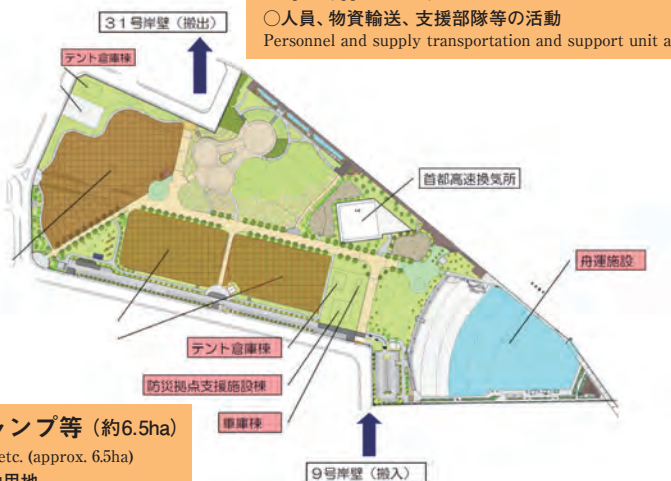 31号岸壁（搬出）
○人員、物資輸送、支援部隊等の活動
Personnel and supply transportation and support unit a
テント倉庫棟
首都高速換気所
舟運施設
テント倉庫棟
防災拠点支援施設棟
車庫棟
ャンプ等（約6.5ha）
etc. (approx. 6.5ha)
9号岸壁（搬入）